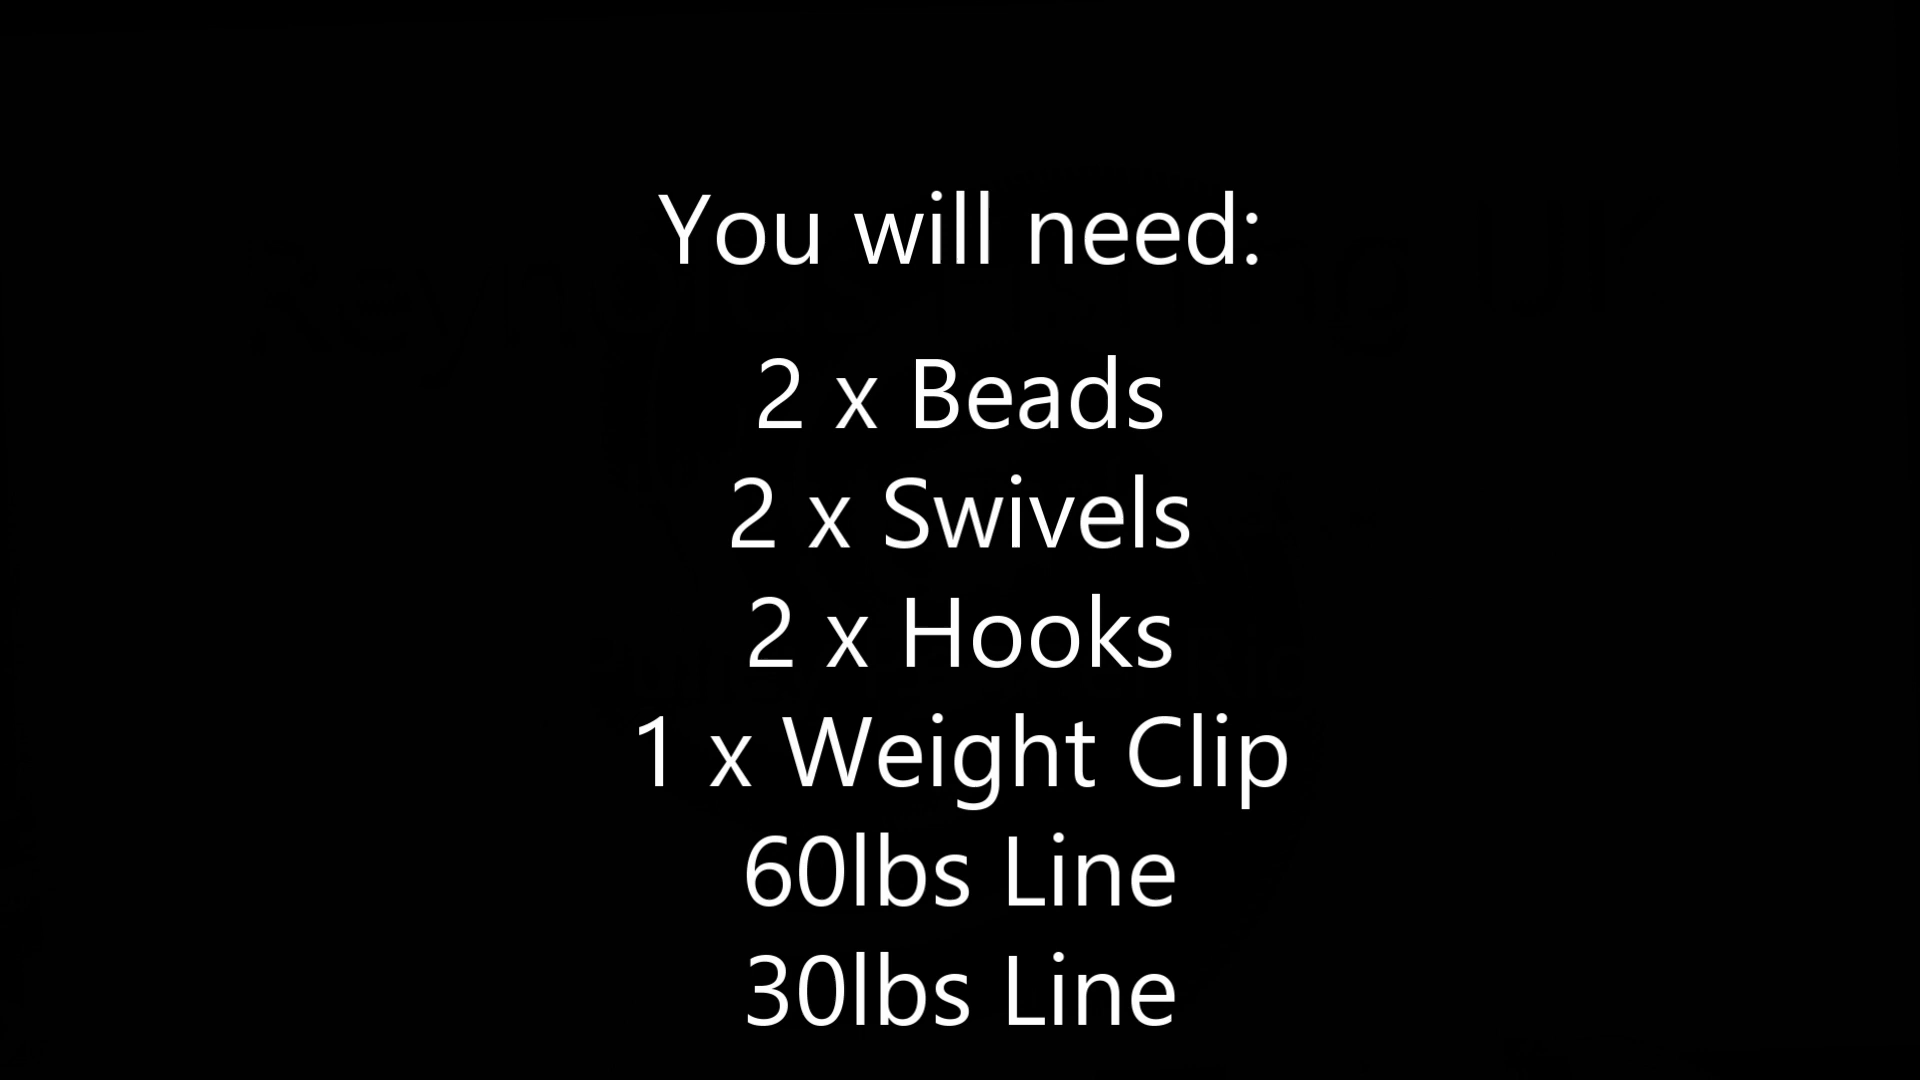 You will need:
2 x Beads
2 x Swivels
2 x Hooks
1 x Weight Clip
60lbs Line
30lbs Line